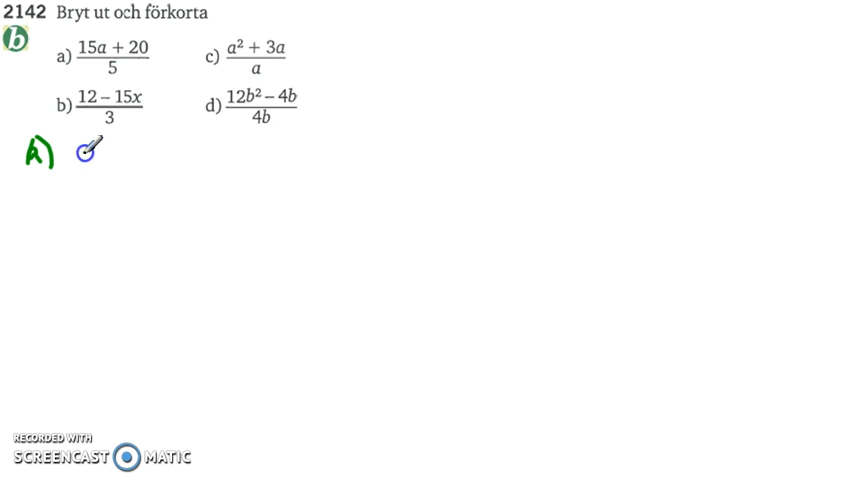 2142 Bryt ut och förkorta
b
a) 15a + 20 / 5
c) a² + 3a / a
b) 12 – 15x / 3
d) 12b² – 4b / 4b
A)
RECORDED WITH
SCREENCAST MATIC